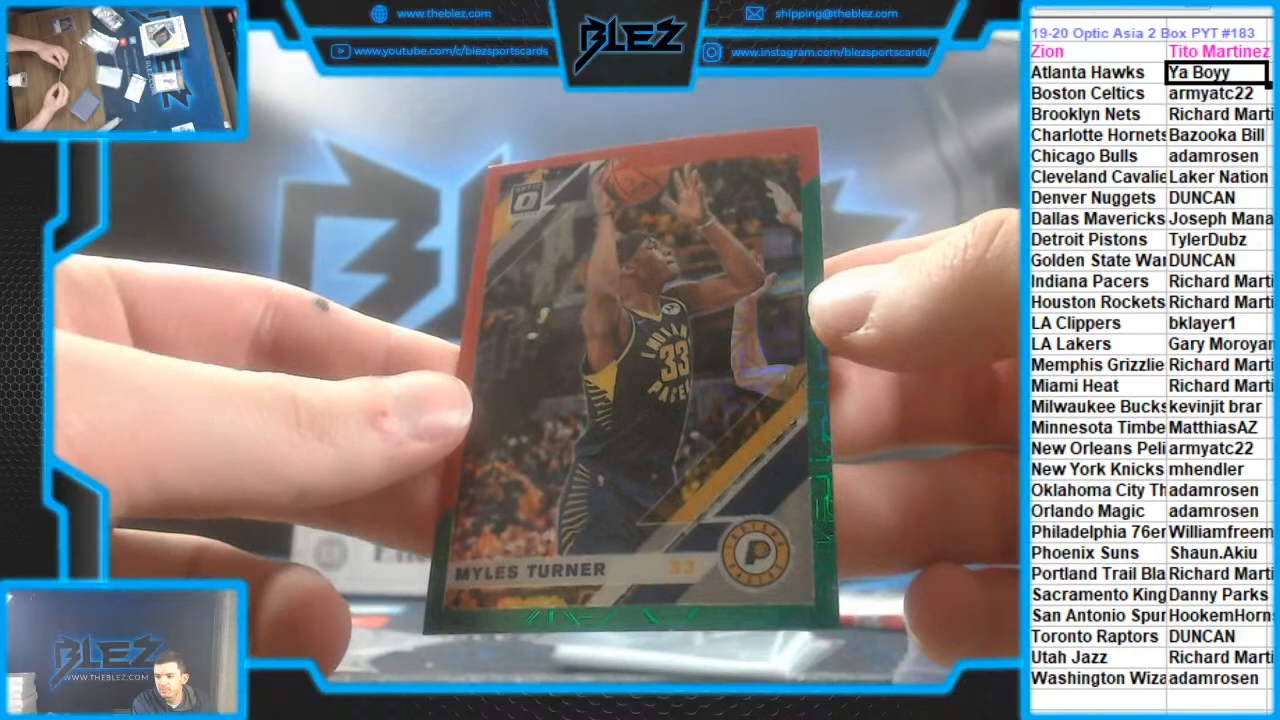 www.theblez.com
shipping@theblez.com
www.youtube.com/c/blezsportscards
BLEZ
www.instagram.com/blezsportscards/
19-20 Optic Asia 2 Box PYT #183
Zion Tito Martinez
Atlanta Hawks Ya Boyy
Boston Celtics armyatc22
Brooklyn Nets Richard Marti
Charlotte Hornets Bazooka Bill
Chicago Bulls adamrosen
Cleveland Cavalie Laker Nation
Denver Nuggets DUNCAN
Dallas Mavericks Joseph Mana
Detroit Pistons TylerDubz
Golden State War DUNCAN
Indiana Pacers Richard Marti
Houston Rockets Richard Marti
LA Clippers bklayer1
LA Lakers Gary Moroyan
Memphis Grizzlie Richard Marti
Miami Heat Richard Marti
Milwaukee Bucks kevinjit brar
Minnesota Timbe MatthiasAZ
New Orleans Peli armyatc22
New York Knicks mhendler
Oklahoma City Th adamrosen
Orlando Magic adamrosen
Philadelphia 76er Williamfreem
Phoenix Suns Shaun.Akiu
Portland Trail Bla Richard Marti
Sacramento King Danny Parks
San Antonio Spur HookemHorn
Toronto Raptors DUNCAN
Utah Jazz Richard Marti
Washington Wiza adamrosen
OPTIC
INDIANA
33
PACERS
MYLES TURNER 33
INDIANA
P
PACERS
BLEZ
WWW.THEBLEZ.COM